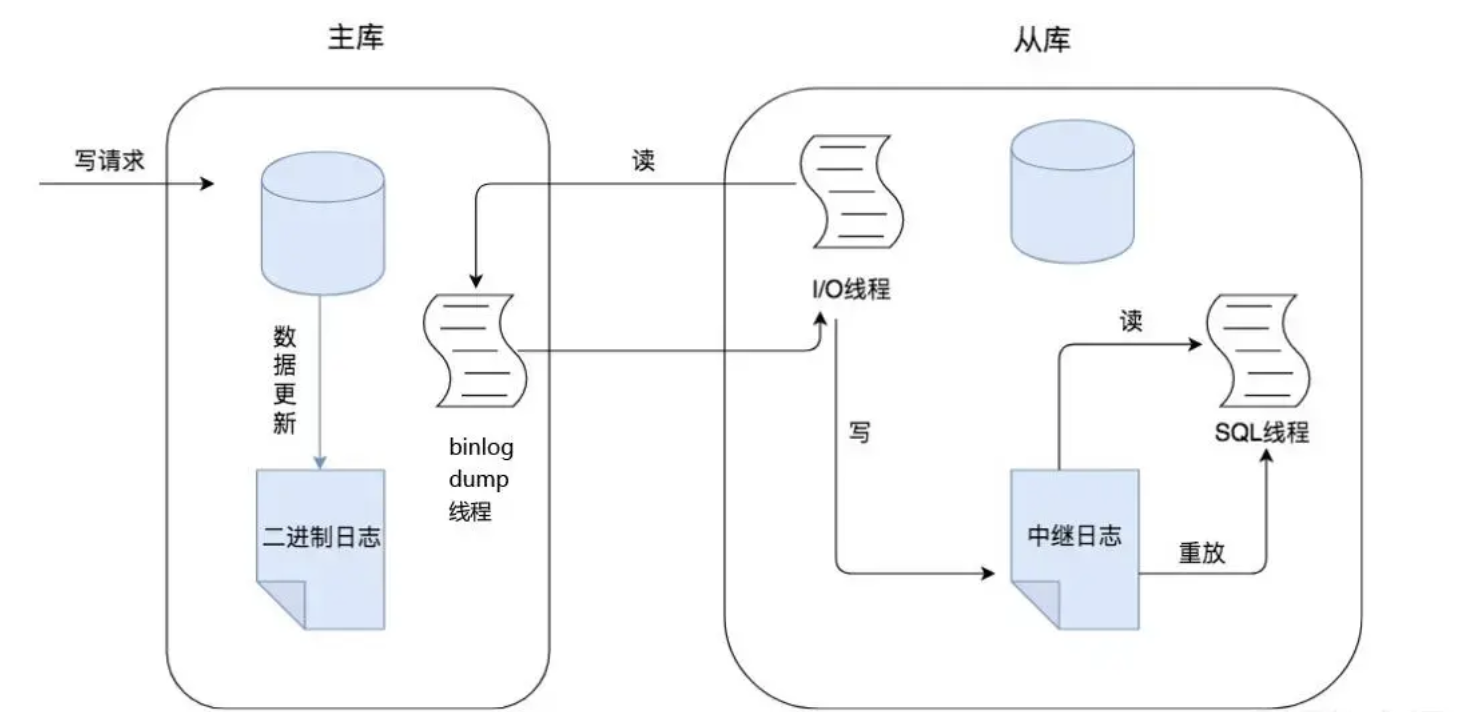 主库
从库
写请求
读
I/O线程
数
据
更
新
读
binlog
dump
线程
写
SQL线程
二进制日志
中继日志
重放